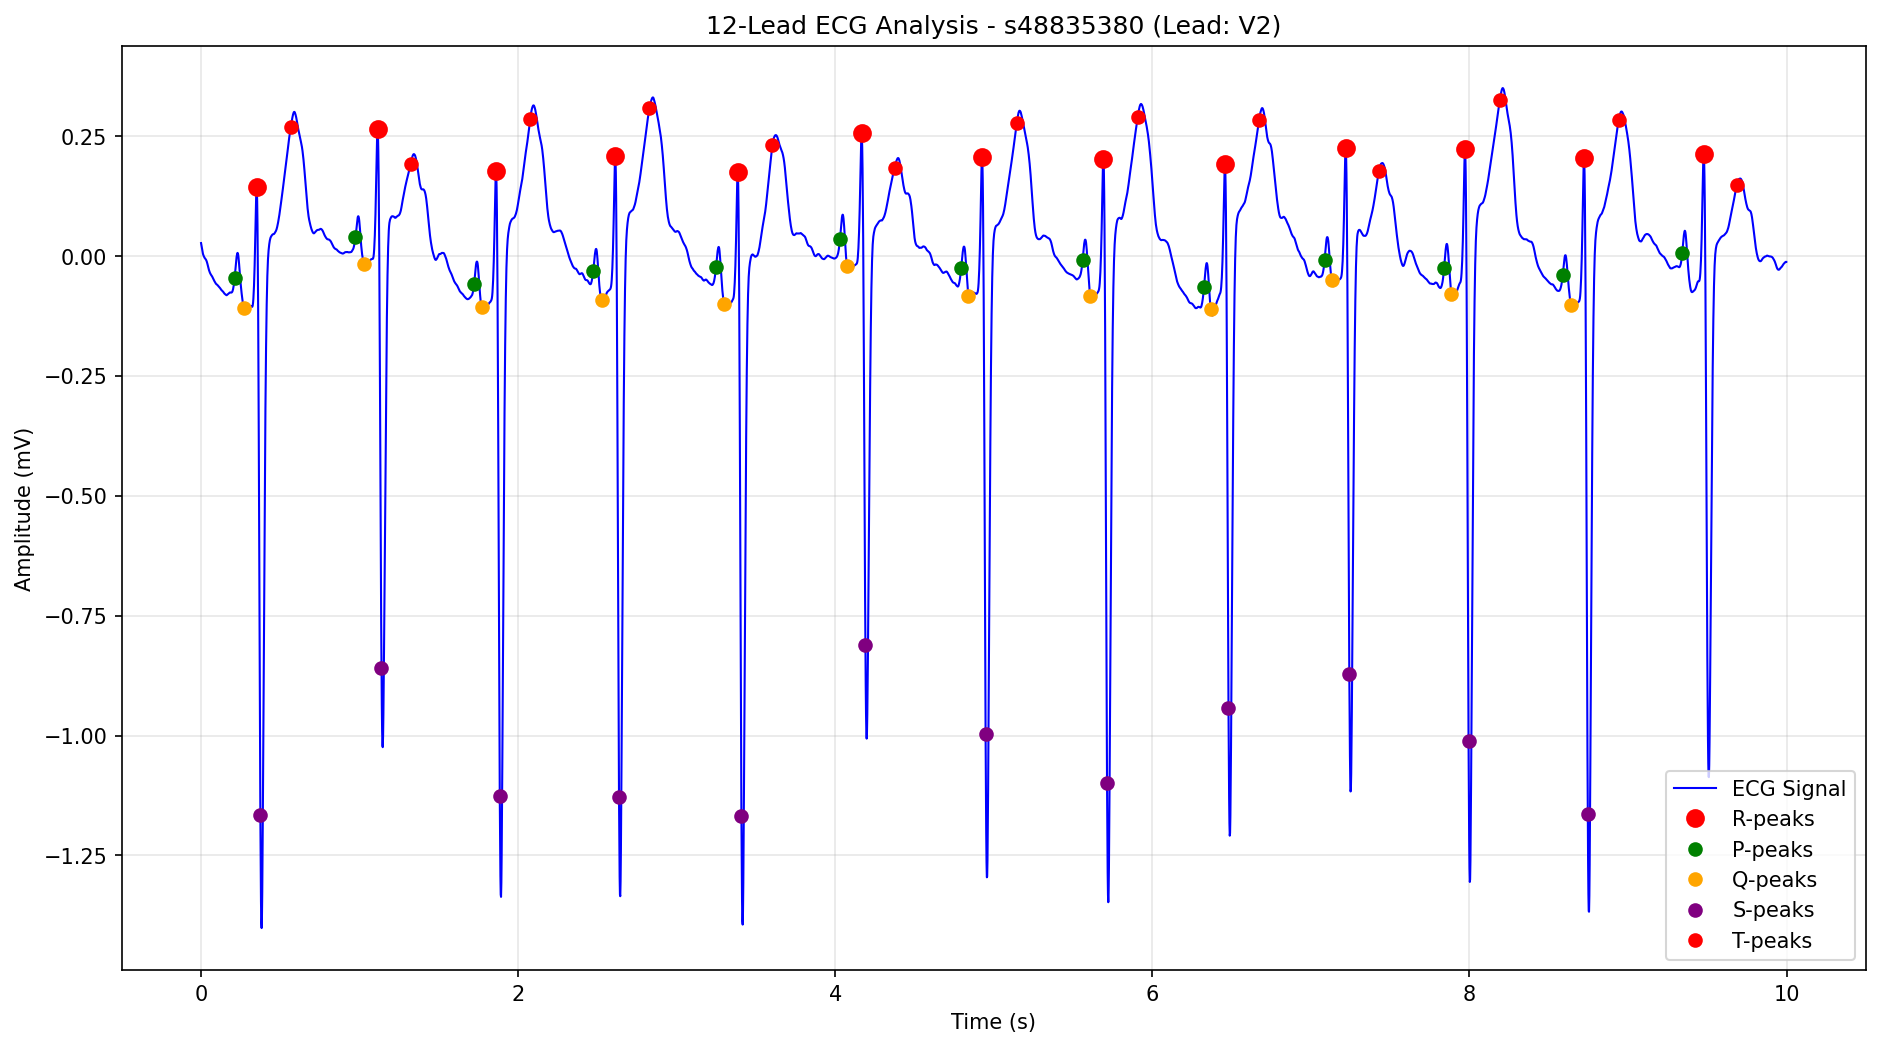 12-Lead ECG Analysis - s48835380 (Lead: V2)
Amplitude (mV)
0.25
0.00
−0.25
−0.50
−0.75
−1.00
−1.25
0
2
4
6
8
10
Time (s)
ECG Signal
R-peaks
P-peaks
Q-peaks
S-peaks
T-peaks